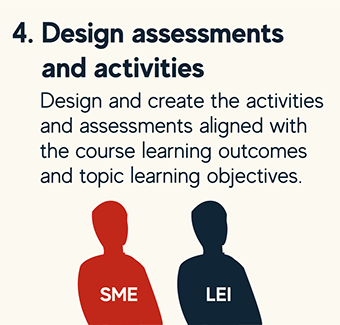 4. Design assessments
and activities
Design and create the activities
and assessments aligned with
the course learning outcomes
and topic learning objectives.
SME LEI